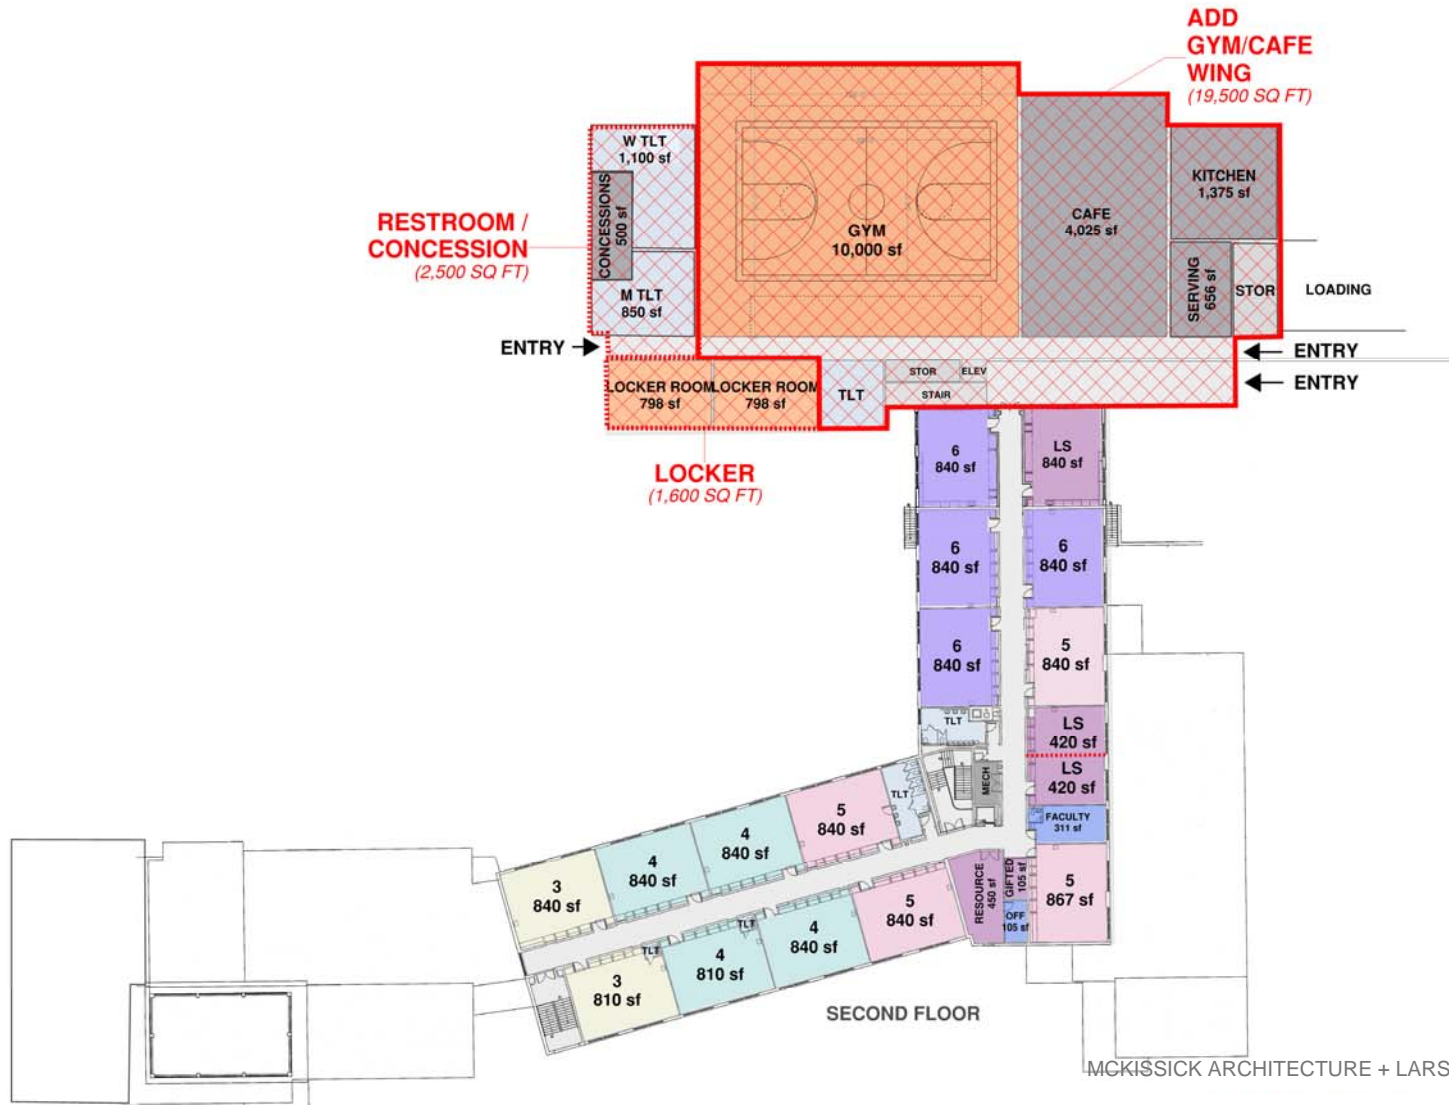 ADD
GYM/CAFE
WING
(19,500 SQ FT)
W TLT
1,100 sf
CONCESSIONS
500 sf
M TLT
850 sf
RESTROOM /
CONCESSION
(2,500 SQ FT)
GYM
10,000 sf
CAFE
4,025 sf
KITCHEN
1,375 sf
SERVING
656 sf
STOR
LOADING
ENTRY
ENTRY
ENTRY
LOCKER ROOM
798 sf
LOCKER ROOM
798 sf
TLT
STOR
ELEV
STAIR
LOCKER
(1,600 SQ FT)
6
840 sf
LS
840 sf
6
840 sf
6
840 sf
6
840 sf
5
840 sf
TLT
LS
420 sf
LS
420 sf
MECH
FACULTY
311 sf
TLT
5
840 sf
4
840 sf
4
840 sf
3
840 sf
RESOURCE
450 sf
GIFTED
105 sf
OFF
105 sf
5
867 sf
5
840 sf
4
840 sf
TLT
4
810 sf
TLT
3
810 sf
SECOND FLOOR
MCKISSICK ARCHITECTURE + LARS